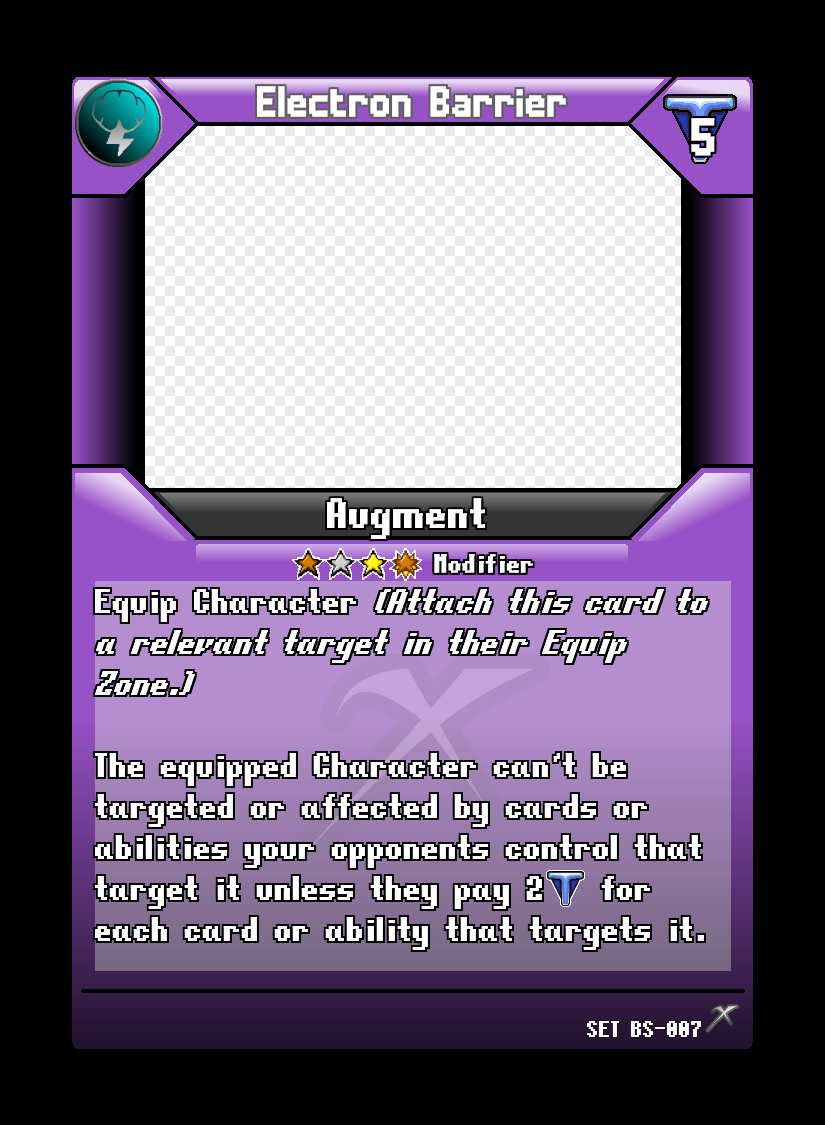 Electron Barrier
5
Augment
Modifier
Equip Character (Attach this card to
a relevant target in their Equip
Zone.)
The equipped Character can't be
targeted or affected by cards or
abilities your opponents control that
target it unless they pay 2T for
each card or ability that targets it.
SET BS-007